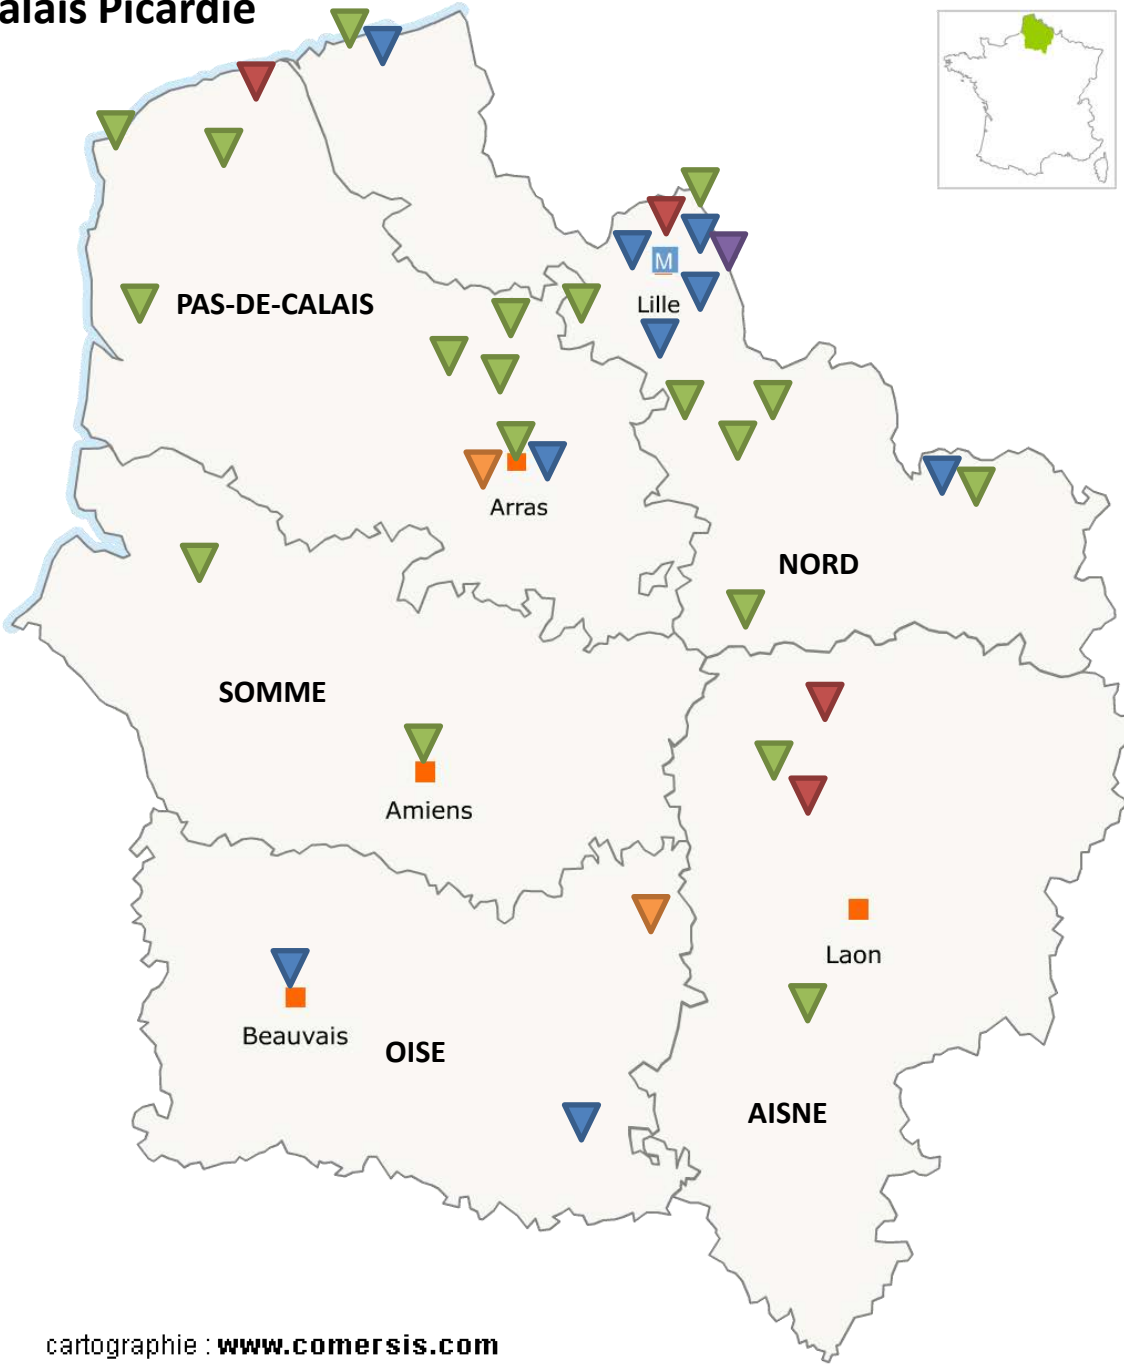 alais Picardie
M
Lille
PAS-DE-CALAIS
Arras
NORD
SOMME
Amiens
Laon
Beauvais
OISE
AISNE
cartographie : www.comersis.com